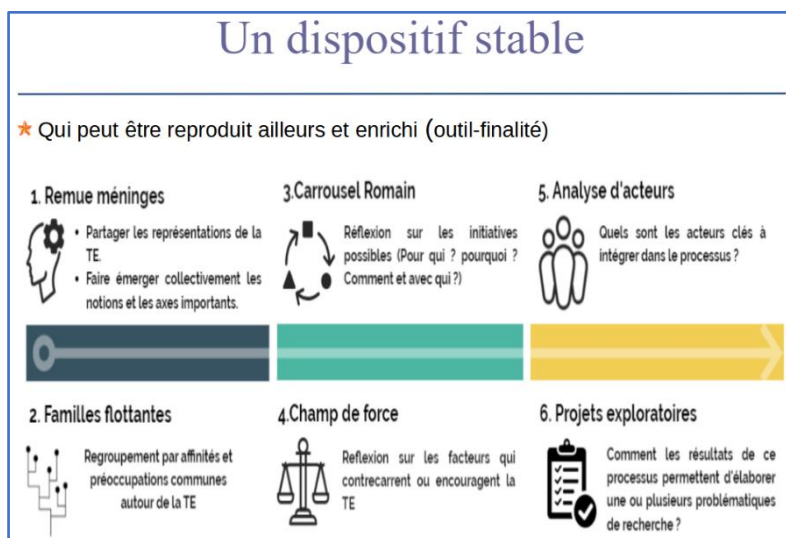 Un dispositif stable
Qui peut être reproduit ailleurs et enrichi (outil-finalité)
1. Remue méninges
• Partager les représentations de la
TE.
• Faire émerger collectivement les
notions et les axes importants.
3.Carrousel Romain
Réflexion sur les initiatives
possibles (Pour qui ? pourquoi ?
Comment et avec qui ?)
5. Analyse d'acteurs
Quels sont les acteurs clés à
intégrer dans le processus ?
2. Familles flottantes
Regroupement par affinités et
préoccupations communes
autour de la TE
4.Champ de force
Reflexion sur les facteurs qui
contrecarrent ou encouragent la
TE
6. Projets exploratoires
Comment les résultats de ce
processus permettent d'élaborer
une ou plusieurs problématiques
de recherche ?